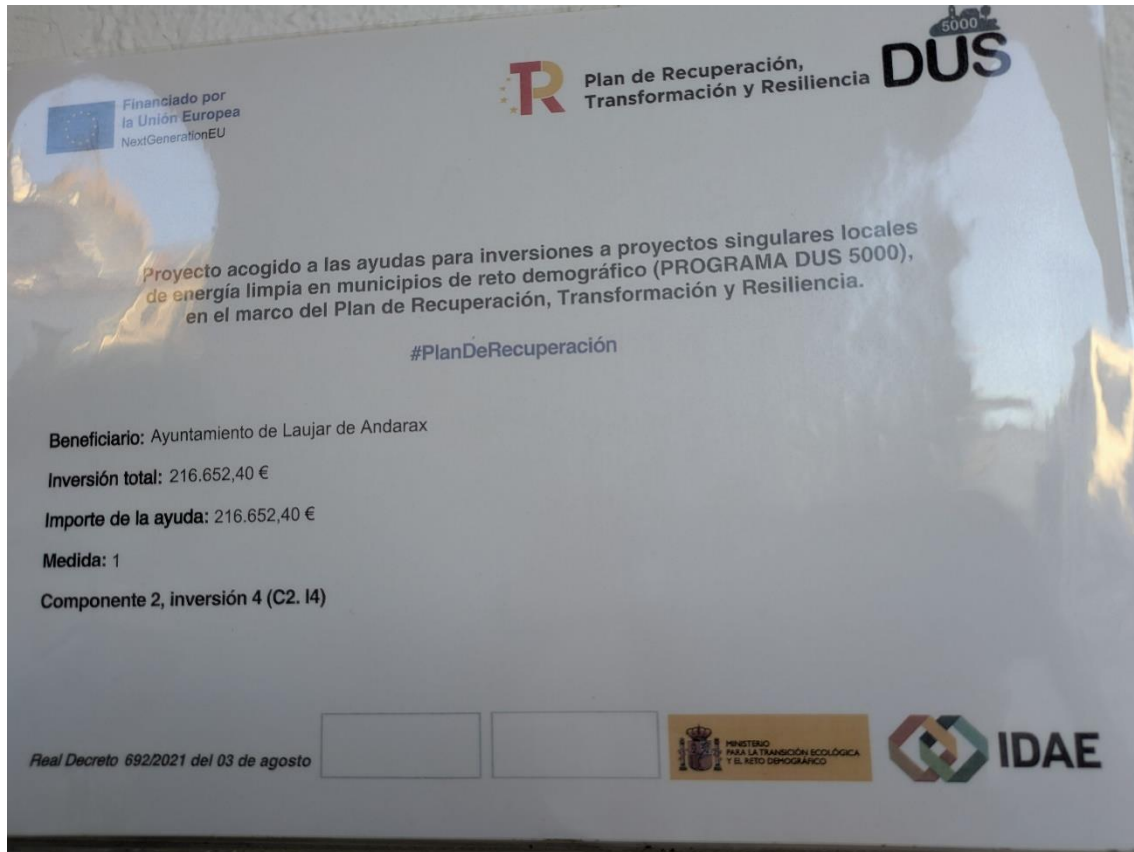 Financiado por
la Unión Europea
NextGenerationEU
TR
Plan de Recuperación,
Transformación y Resiliencia
5000
DUS
Proyecto acogido a las ayudas para inversiones a proyectos singulares locales
de energía limpia en municipios de reto demográfico (PROGRAMA DUS 5000),
en el marco del Plan de Recuperación, Transformación y Resiliencia.
#PlanDeRecuperación
Beneficiario: Ayuntamiento de Laujar de Andarax
Inversión total: 216.652,40 €
Importe de la ayuda: 216.652,40 €
Medida: 1
Componente 2, inversión 4 (C2. I4)
Real Decreto 692/2021 del 03 de agosto
MINISTERIO
PARA LA TRANSICIÓN ECOLÓGICA
Y EL RETO DEMOGRÁFICO
IDAE